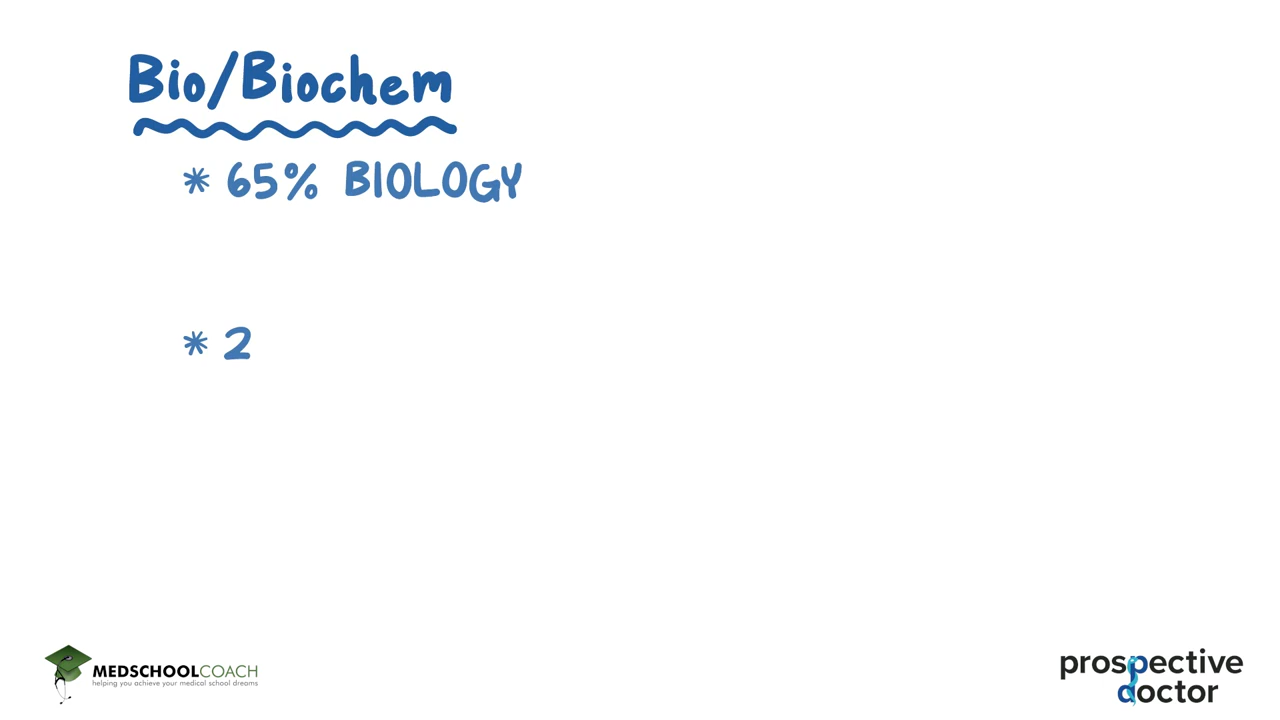 Bio/Biochem
* 65% BIOLOGY
* 2
MEDSCHOOLCOACH
helping you achieve your medical school dreams
prospective
doctor